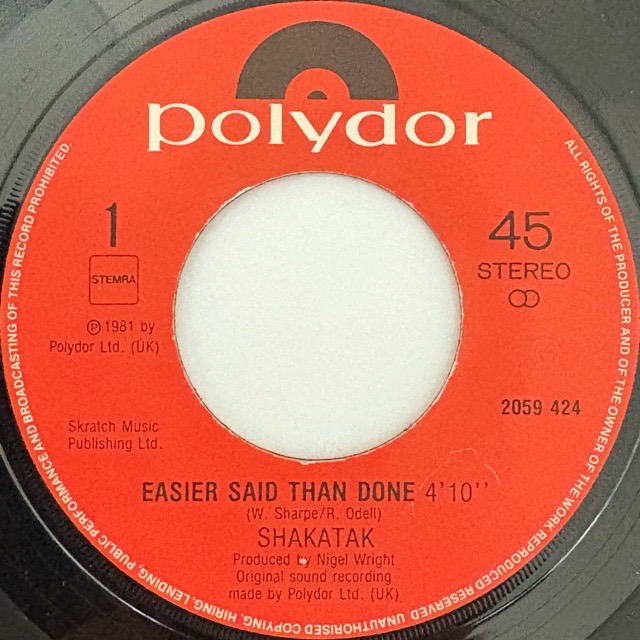 polydor
1
STEMRA
45
STEREO
℗ 1981 by
Polydor Ltd. (UK)
2059 424
Skratch Music
Publishing Ltd.
EASIER SAID THAN DONE 4'10''
(W. Sharpe/R. Odell)
SHAKATAK
Produced by Nigel Wright
Original sound recording
made by Polydor Ltd. (UK)
ALL RIGHTS OF THE PRODUCER AND OF THE OWNER OF THE WORK REPRODUCED RESERVED. UNAUTHORISED COPYING, HIRING, LENDING, PUBLIC PERFORMANCE AND BROADCASTING OF THIS RECORD PROHIBITED.